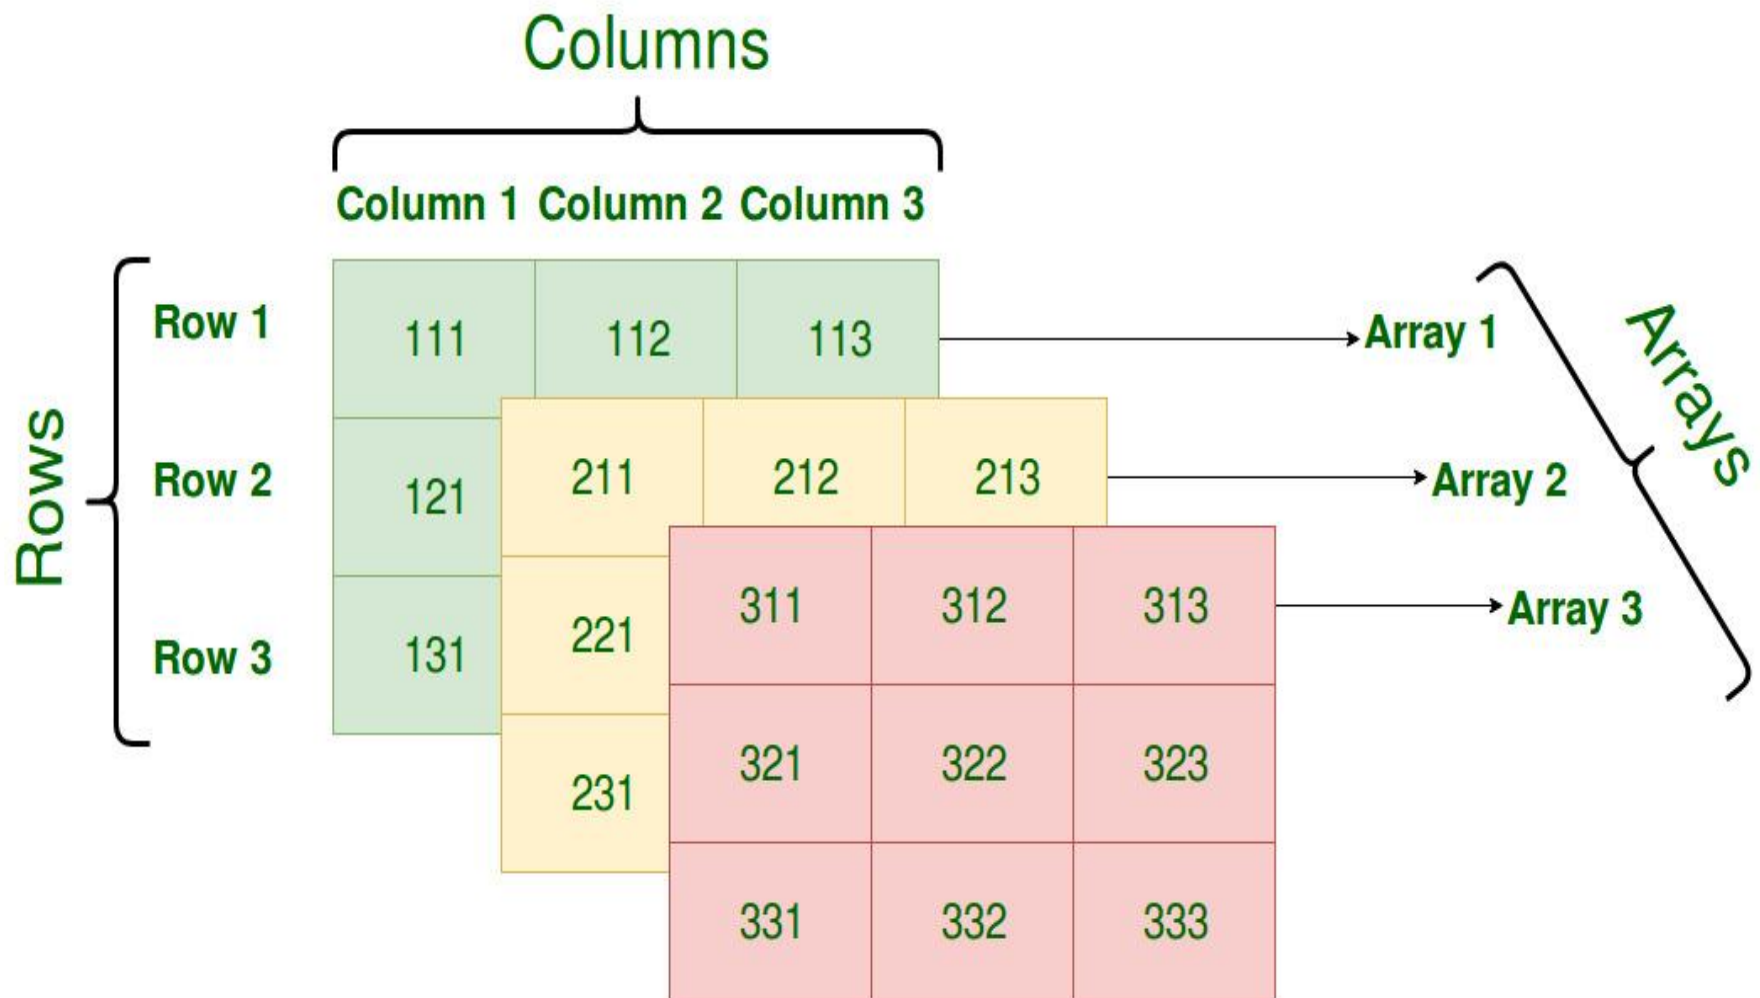 Columns
Column 1 Column 2 Column 3
Rows
Row 1
111 112 113
Array 1
Arrays
Row 2
121
211 212 213
Array 2
Row 3
131
221
311 312 313
Array 3
231
321 322 323
331 332 333